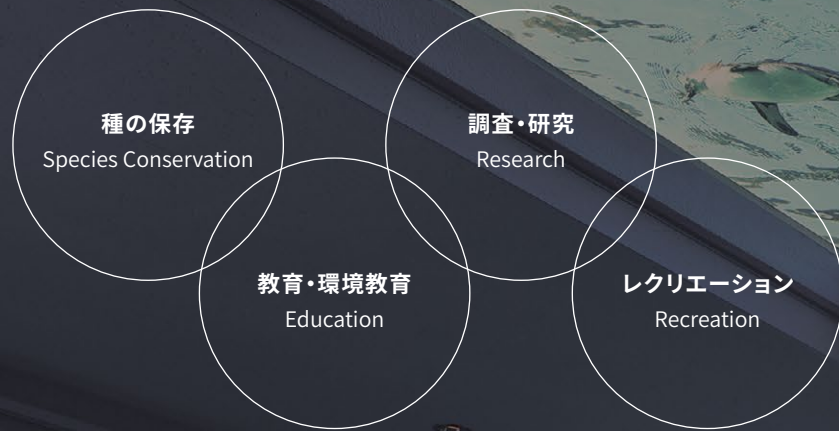 種の保存
Species Conservation
調査・研究
Research
教育・環境教育
Education
レクリエーション
Recreation